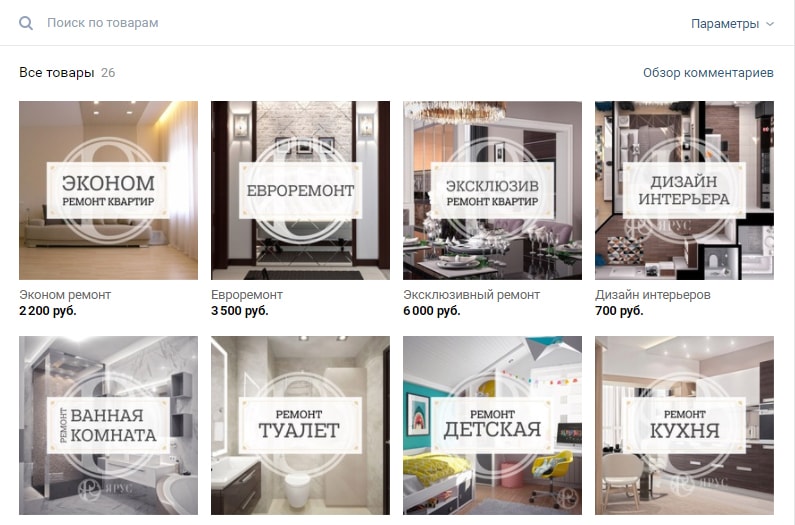 Поиск по товарам
Параметры
Все товары 26
Обзор комментариев
ЭКОНОМ
РЕМОНТ КВАРТИР
ЕВРОРЕМОНТ
ЭКСКЛЮЗИВ
РЕМОНТ КВАРТИР
ДИЗАЙН
ИНТЕРЬЕРА
ЯРУС
Эконом ремонт
2 200 руб.
Евроремонт
3 500 руб.
Эксклюзивный ремонт
6 000 руб.
Дизайн интерьеров
700 руб.
РЕМОНТ
ВАННАЯ
КОМНАТА
ЯРУС
РЕМОНТ
ТУАЛЕТ
РЕМОНТ
ДЕТСКАЯ
РЕМОНТ
КУХНЯ
ЯРУС